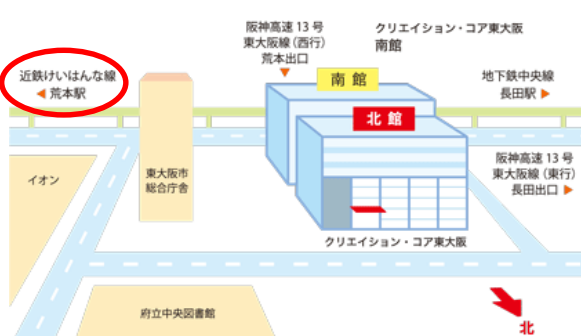 阪神高速 13 号
東大阪線（西行）
荒本出口
クリエイション・コア東大阪
南館
近鉄けいはんな線
荒本駅
南 館
地下鉄中央線
長田駅
北 館
阪神高速 13 号
東大阪線（東行）
長田出口
イオン
東大阪市
総合庁舎
クリエイション・コア東大阪
府立中央図書館
北